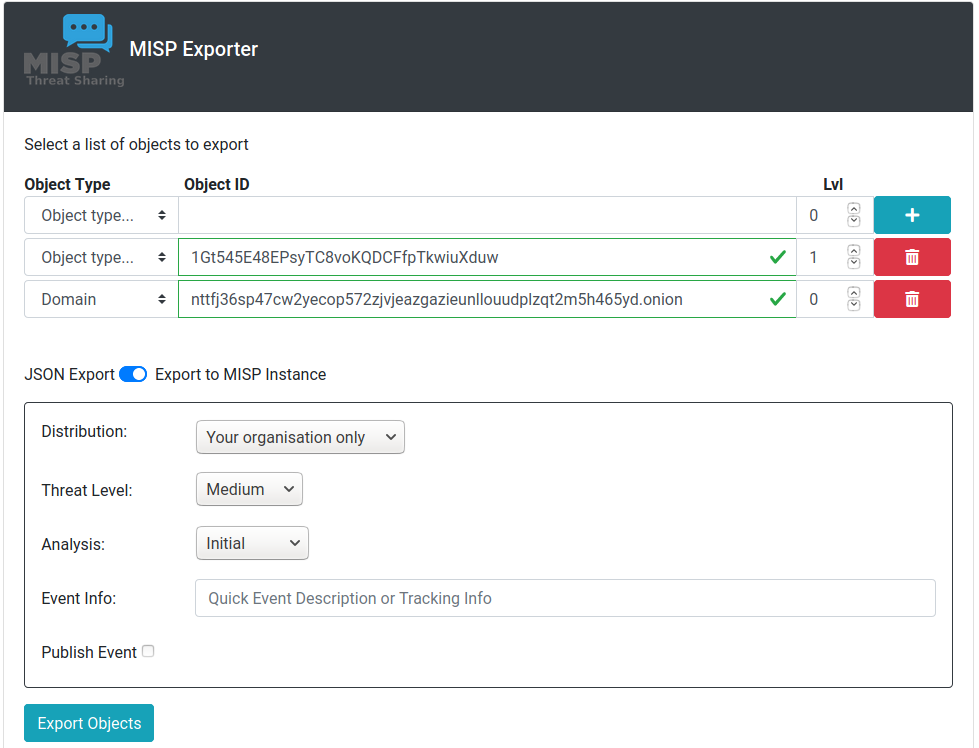 MISP
Threat Sharing
MISP Exporter
Select a list of objects to export
Object Type Object ID Lvl
Object type... 0 +
Object type... 1Gt545E48EPsyTC8voKQDCFfpTkwiuXduw 1
Domain nttfj36sp47cw2yecop572zjvjeazgazieunllouudplzqt2m5h465yd.onion 0
JSON Export Export to MISP Instance
Distribution: Your organisation only
Threat Level: Medium
Analysis: Initial
Event Info: Quick Event Description or Tracking Info
Publish Event
Export Objects